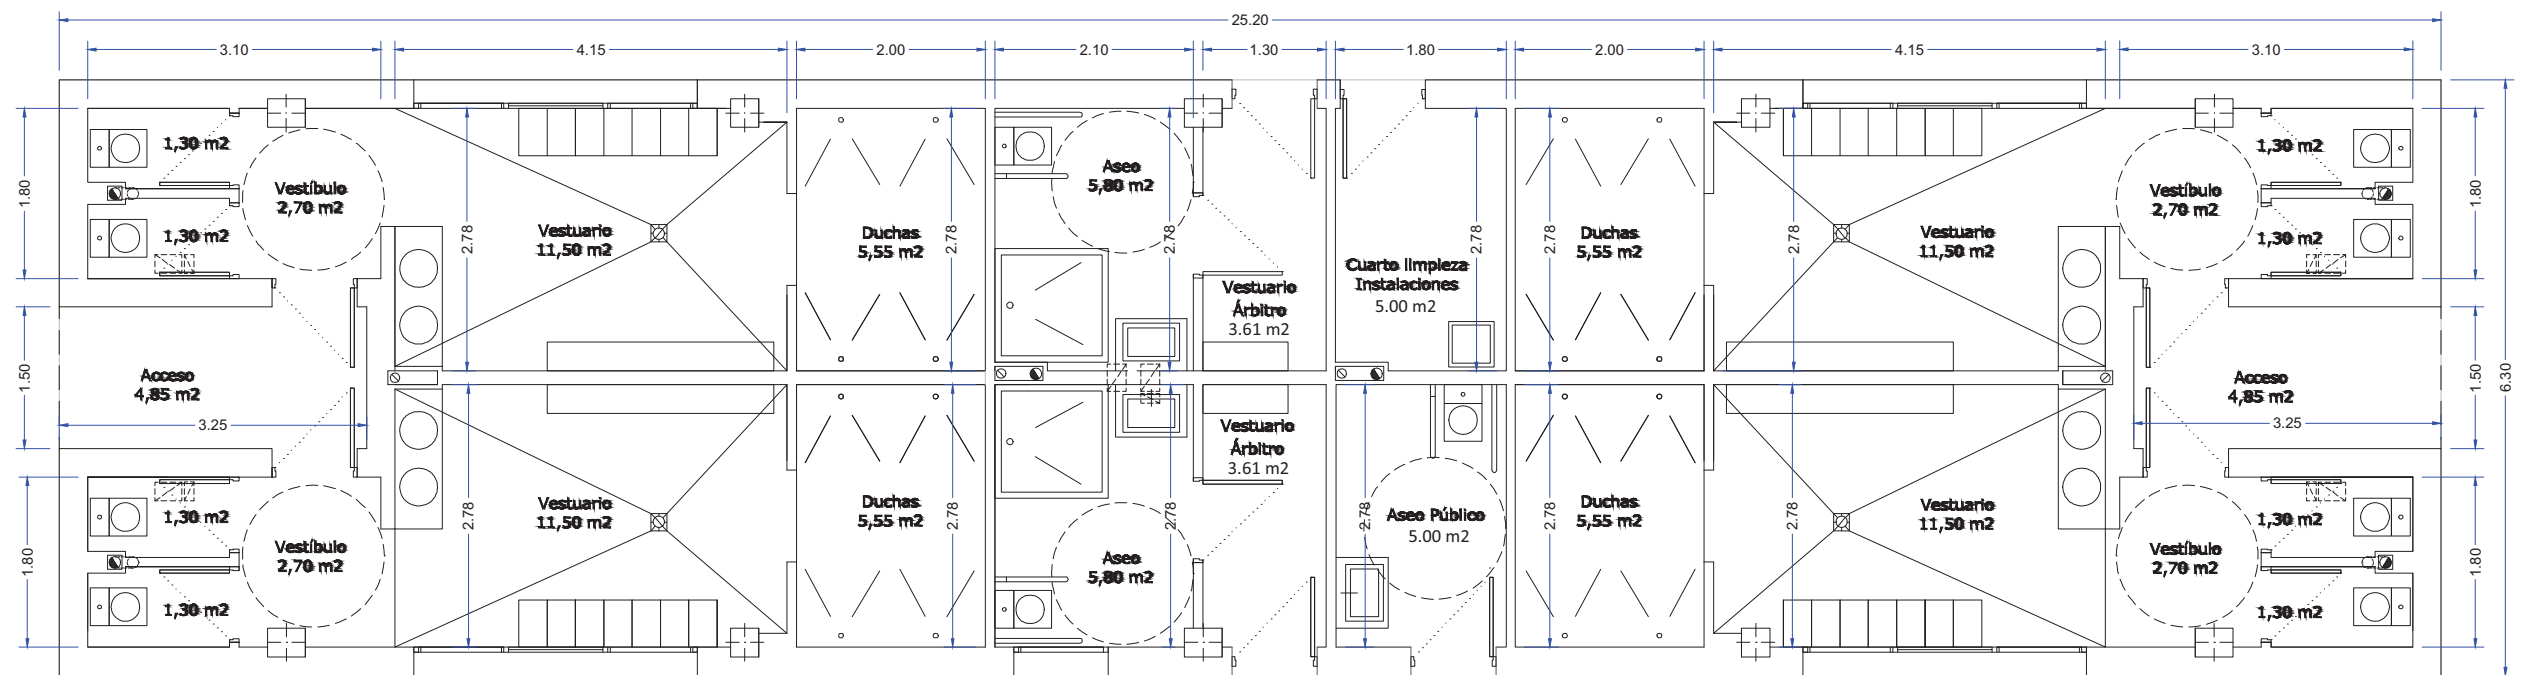 25.20
3.10
4.15
2.00
2.10
1.30
1.80
2.00
4.15
3.10
1,30 m2
Vestíbulo
2,70 m2
1,30 m2
1.80
2.78
Vestuario
11,50 m2
Duchas
5,55 m2
2.78
Aseo
5,80 m2
2.78
Vestuario
Árbitro
3.61 m2
Cuarto limpieza
Instalaciones
5.00 m2
2.78
2.78
Duchas
5,55 m2
2.78
Vestuario
11,50 m2
Vestíbulo
2,70 m2
1,30 m2
1,30 m2
1.80
1.50
Acceso
4,85 m2
3.25
Acceso
4,85 m2
3.25
1.50
6.30
1.80
1,30 m2
Vestíbulo
2,70 m2
1,30 m2
2.78
Vestuario
11,50 m2
Duchas
5,55 m2
2.78
Aseo
5,80 m2
2.78
Vestuario
Árbitro
3.61 m2
2.78
Aseo Público
5.00 m2
2.78
Duchas
5,55 m2
2.78
Vestuario
11,50 m2
Vestíbulo
2,70 m2
1,30 m2
1,30 m2
1.80